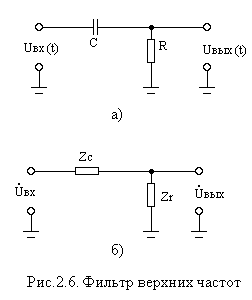 Uвх (t)
C
R
Uвых (t)
а)
Zc
U̇вх
Zr
U̇вых
б)
Рис.2.6. Фильтр верхних частот